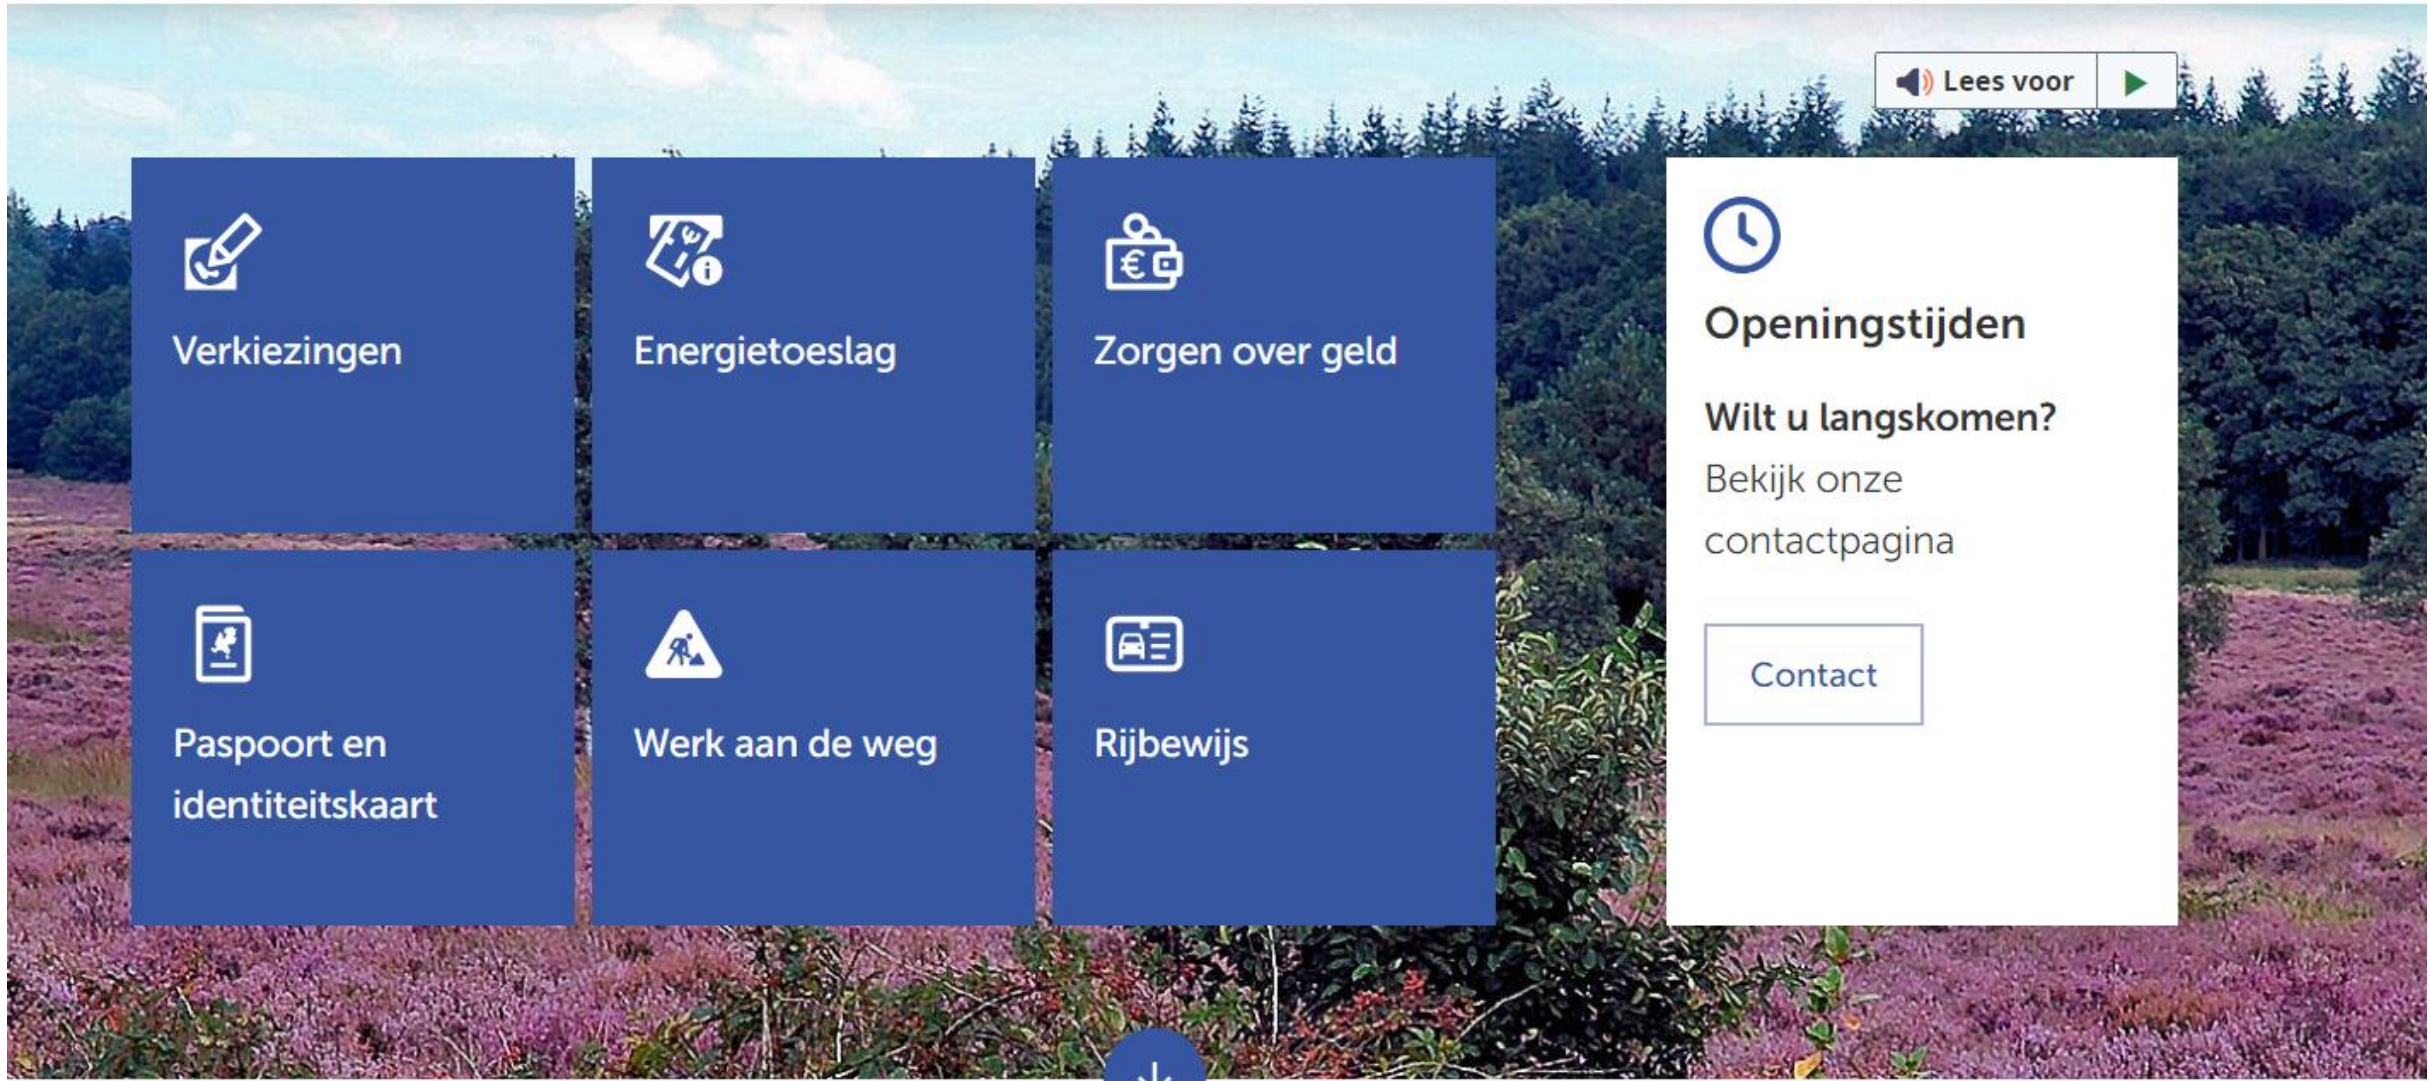 Lees voor
Verkiezingen
Energietoeslag
Zorgen over geld
Paspoort en
identiteitskaart
Werk aan de weg
Rijbewijs
Openingstijden
Wilt u langskomen?
Bekijk onze
contactpagina
Contact